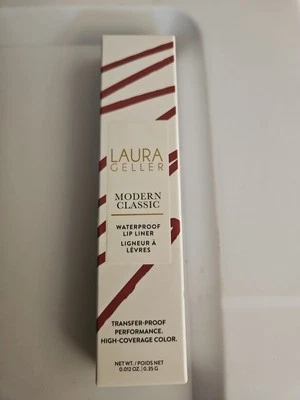 LAURA
GELLER
MODERN
CLASSIC
WATERPROOF
LIP LINER
LIGNEUR À
LÈVRES
TRANSFER-PROOF
PERFORMANCE.
HIGH-COVERAGE COLOR.
NET WT. / POIDS NET
0.012 OZ. | 0.35 G